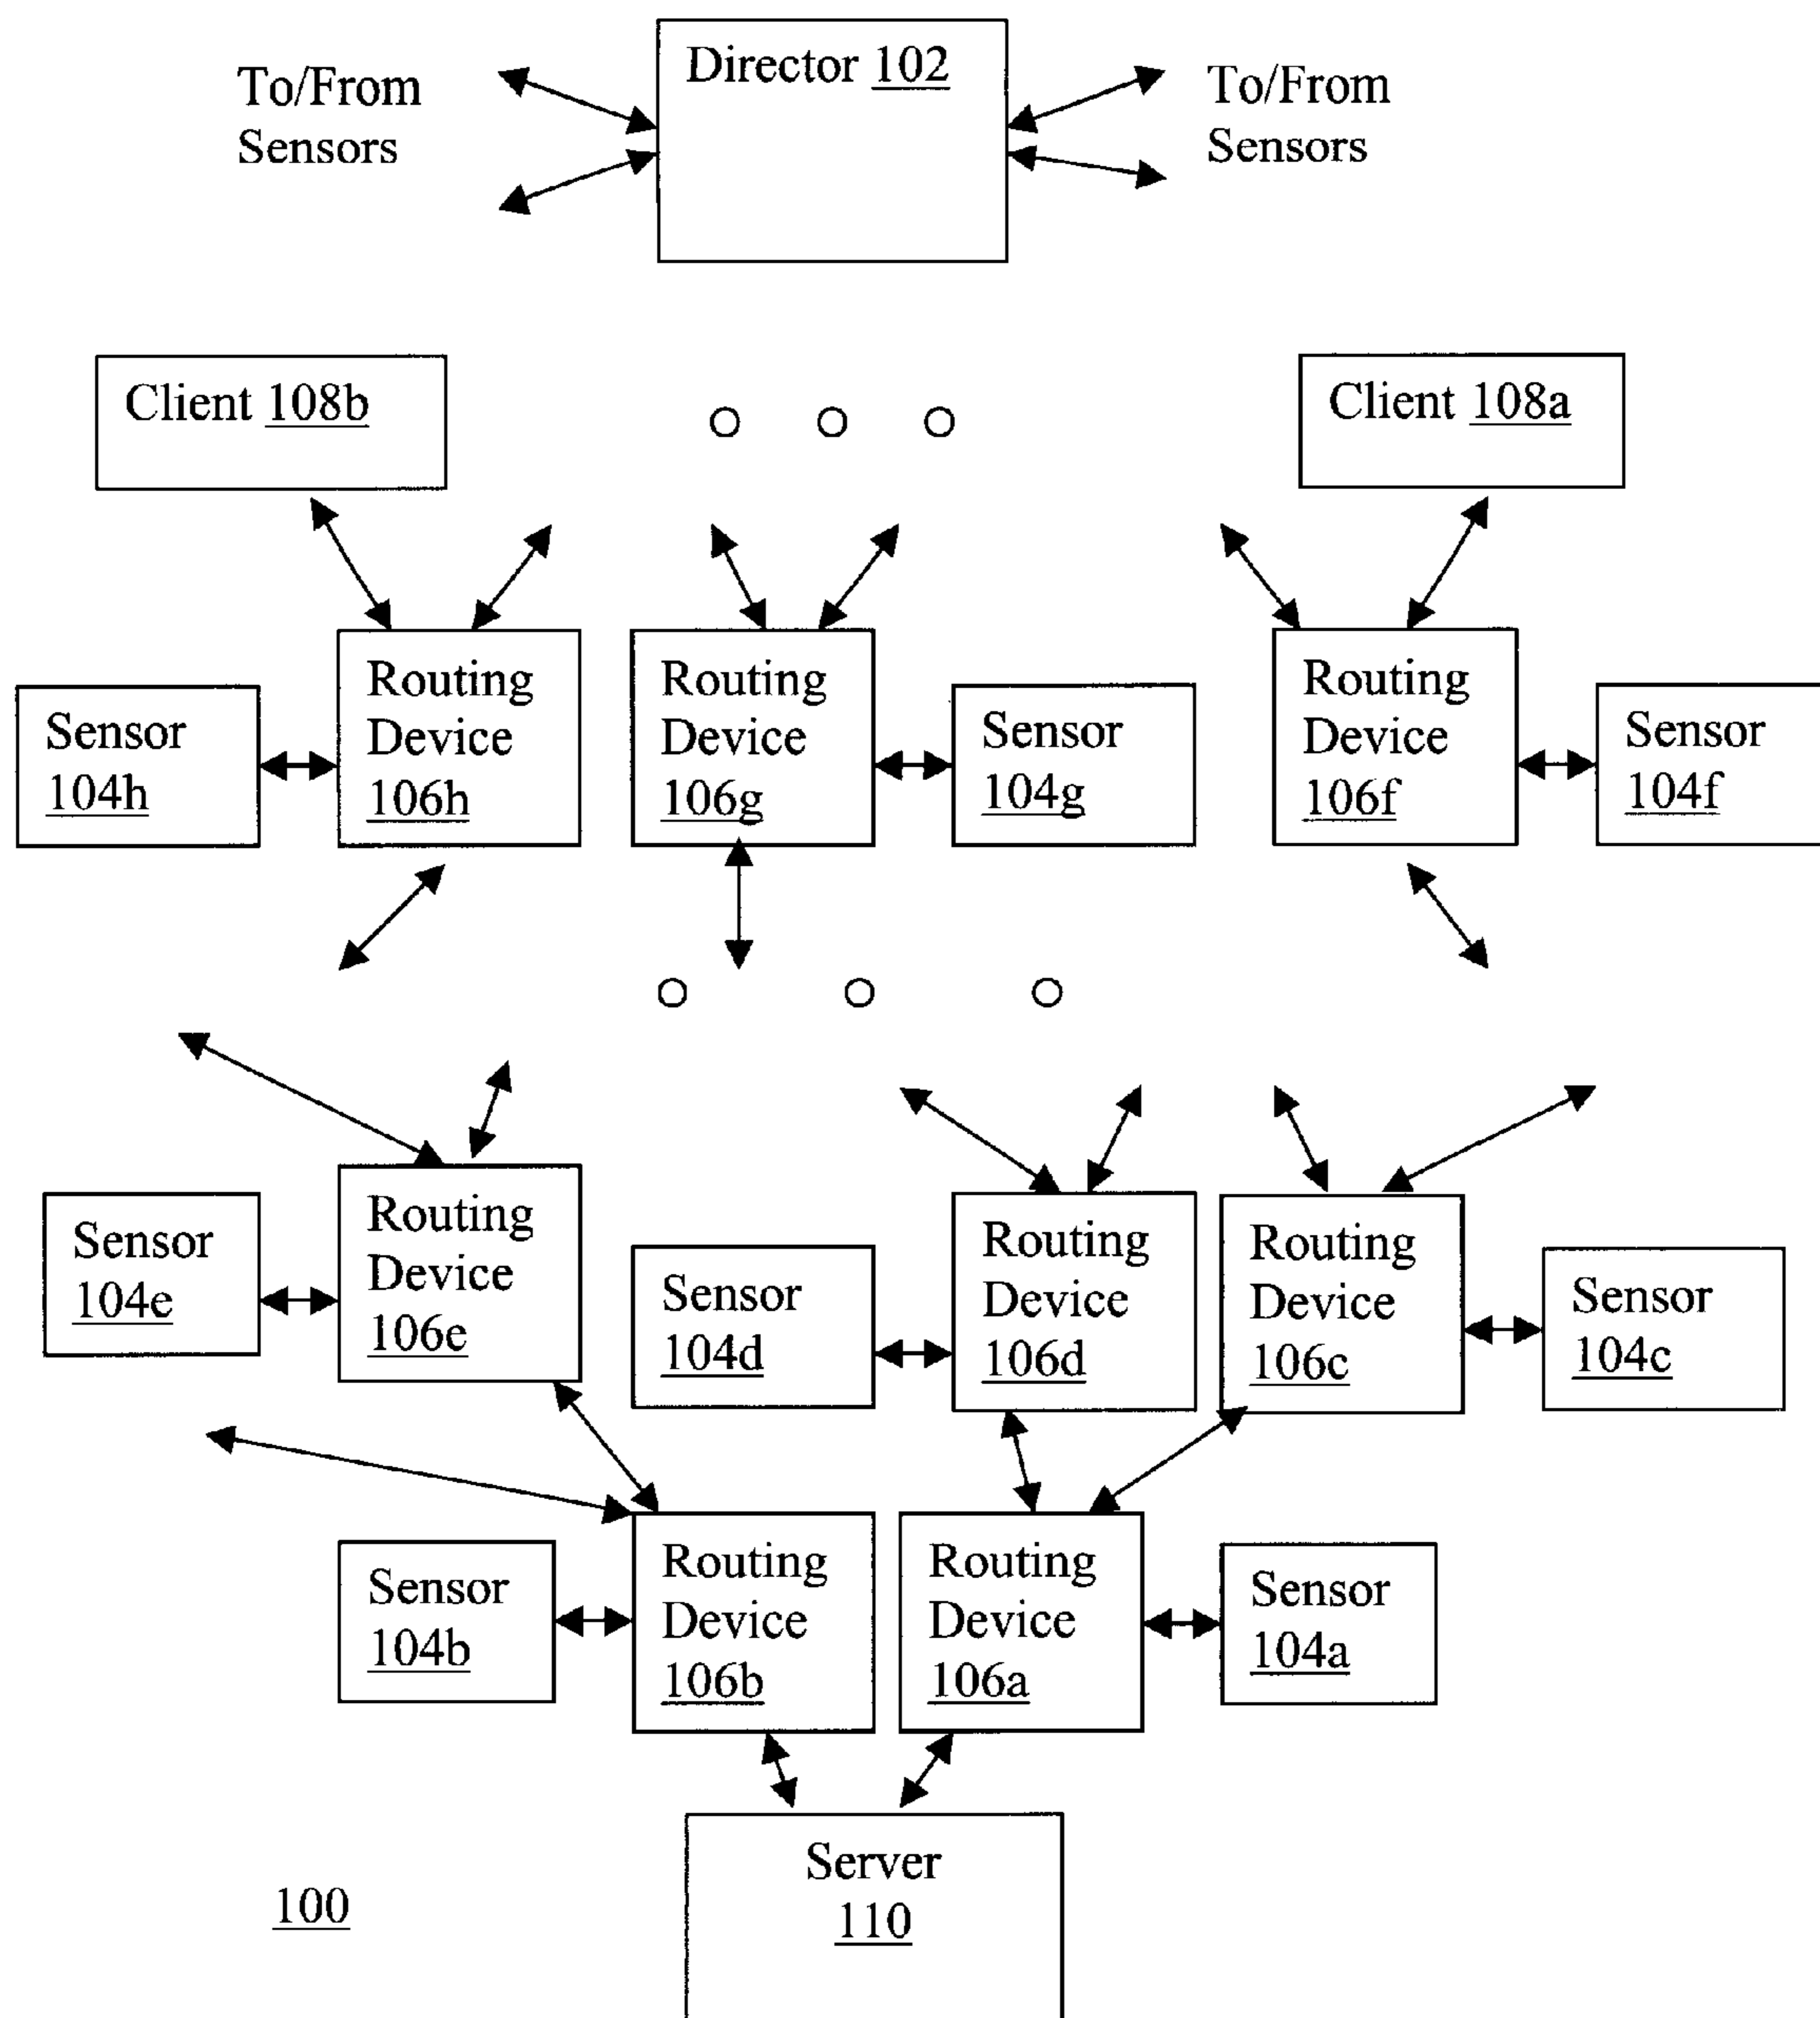 Director 102
To/From
Sensors
To/From
Sensors
Client 108b
Client 108a
Sensor
104h
Routing
Device
106h
Routing
Device
106g
Sensor
104g
Routing
Device
106f
Sensor
104f
Sensor
104e
Routing
Device
106e
Sensor
104d
Routing
Device
106d
Routing
Device
106c
Sensor
104c
Sensor
104b
Routing
Device
106b
Routing
Device
106a
Sensor
104a
Server
110
100